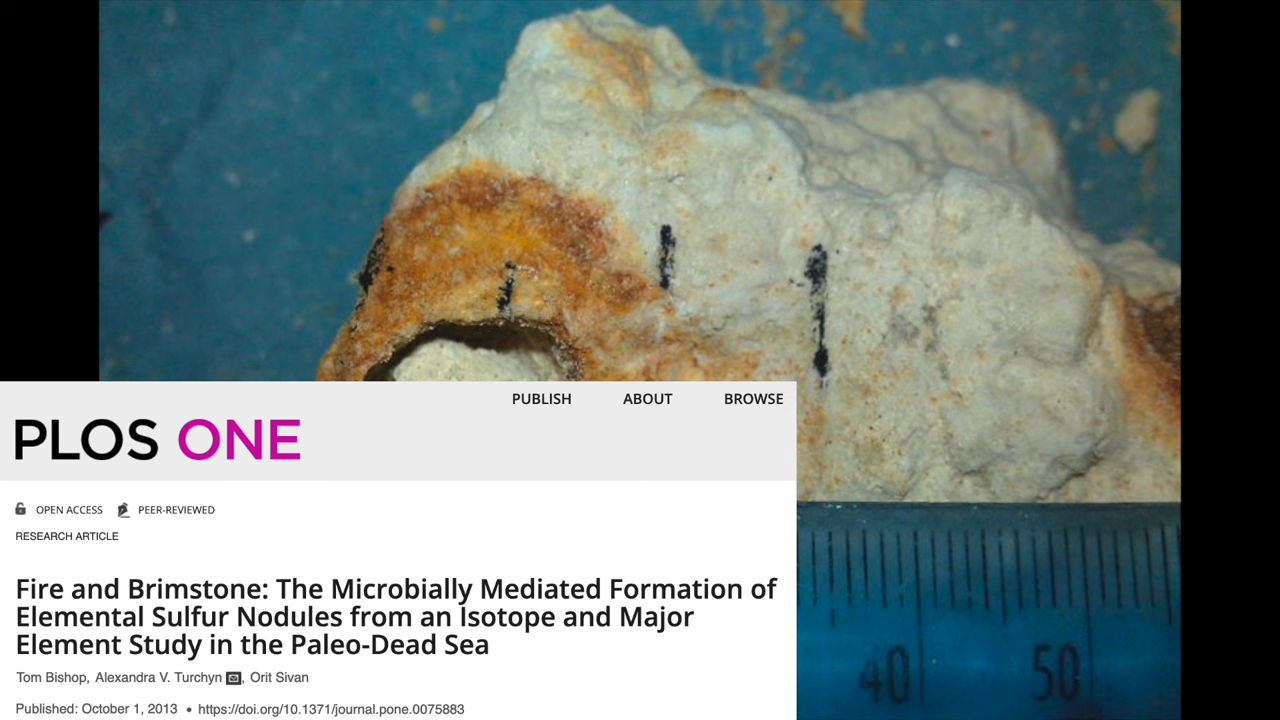 PUBLISH ABOUT BROWSE
PLOS ONE
OPEN ACCESS PEER-REVIEWED
RESEARCH ARTICLE
Fire and Brimstone: The Microbially Mediated Formation of
Elemental Sulfur Nodules from an Isotope and Major
Element Study in the Paleo-Dead Sea
Tom Bishop, Alexandra V. Turchyn , Orit Sivan
Published: October 1, 2013 • https://doi.org/10.1371/journal.pone.0075883
40 50